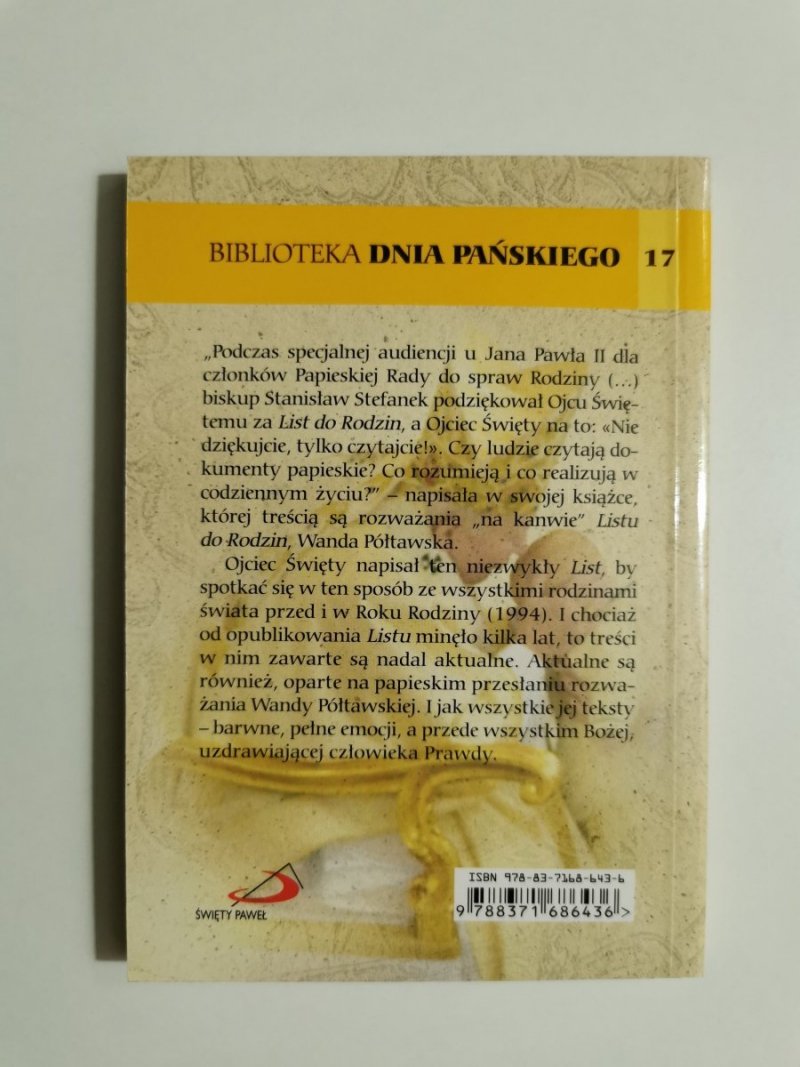 BIBLIOTEKA DNIA PAŃSKIEGO 17
„Podczas specjalnej audiencji u Jana Pawła II dla
członków Papieskiej Rady do spraw Rodziny (...)
biskup Stanisław Stefanek podziękował Ojcu Świę-
temu za List do Rodzin, a Ojciec Święty na to: «Nie
dziękujcie, tylko czytajcie!». Czy ludzie czytają do-
kumenty papieskie? Co rozumieją i co realizują w
codziennym życiu?” – napisała w swojej książce,
której treścią są rozważania „na kanwie” Listu
do Rodzin, Wanda Półtawska.
Ojciec Święty napisał ten niezwykły List, by
spotkać się w ten sposób ze wszystkimi rodzinami
świata przed i w Roku Rodziny (1994). I chociaż
od opublikowania Listu minęło kilka lat, to treści
w nim zawarte są nadal aktualne. Aktualne są
również, oparte na papieskim przesłaniu rozwa-
żania Wandy Półtawskiej. I jak wszystkie jej teksty
– barwne, pełne emocji, a przede wszystkim Bożej,
uzdrawiającej człowieka Prawdy.
ŚWIĘTY PAWEŁ
ISBN 978-83-7168-643-6
9 788371 686436 >